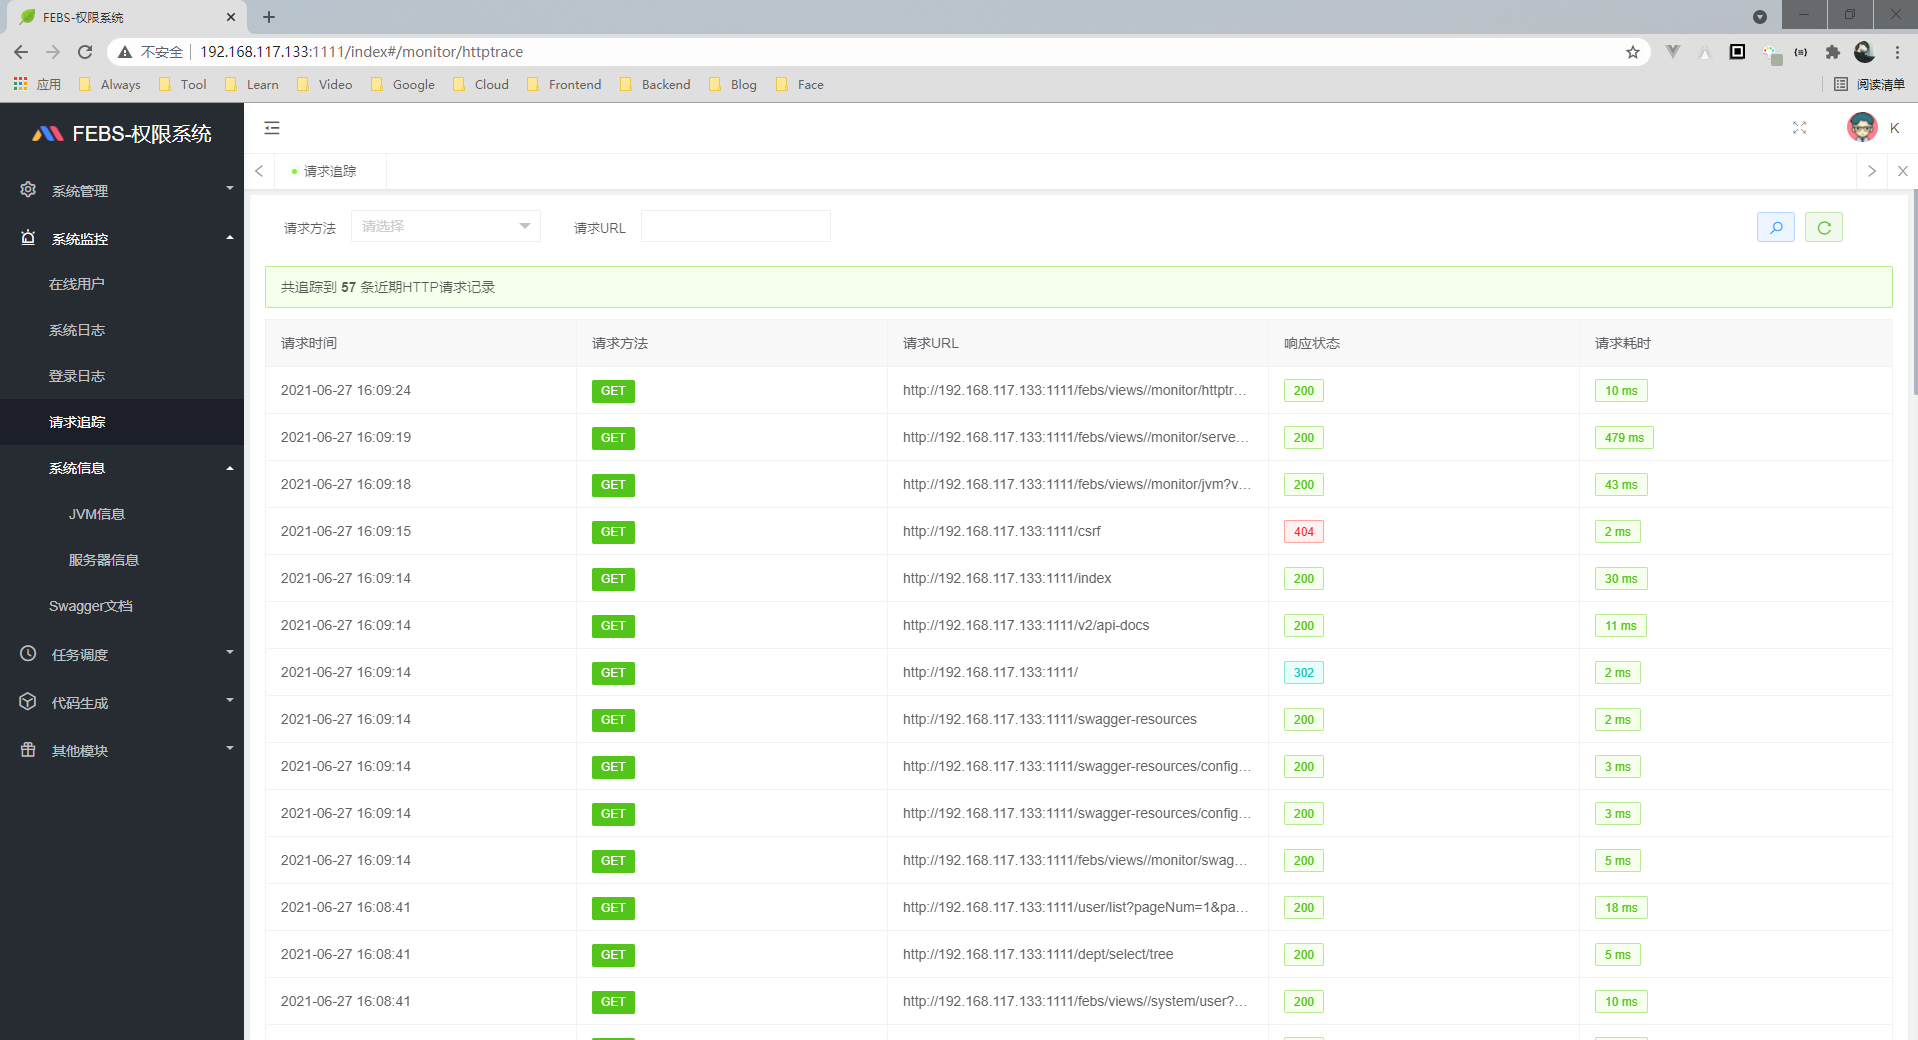 FEBS-权限系统
不安全 192.168.117.133:1111/index#/monitor/httptrace
应用 Always Tool Learn Video Google Cloud Frontend Backend Blog Face 阅读清单
FEBS-权限系统
K
系统管理
系统监控
在线用户
系统日志
登录日志
请求追踪
系统信息
JVM信息
服务器信息
Swagger文档
任务调度
代码生成
其他模块
请求追踪
请求方法 请选择 请求URL
共追踪到 57 条近期HTTP请求记录
请求时间 请求方法 请求URL 响应状态 请求耗时
2021-06-27 16:09:24 GET http://192.168.117.133:1111/febs/views//monitor/httptr... 200 10 ms
2021-06-27 16:09:19 GET http://192.168.117.133:1111/febs/views//monitor/serve... 200 479 ms
2021-06-27 16:09:18 GET http://192.168.117.133:1111/febs/views//monitor/jvm?v... 200 43 ms
2021-06-27 16:09:15 GET http://192.168.117.133:1111/csrf 404 2 ms
2021-06-27 16:09:14 GET http://192.168.117.133:1111/index 200 30 ms
2021-06-27 16:09:14 GET http://192.168.117.133:1111/v2/api-docs 200 11 ms
2021-06-27 16:09:14 GET http://192.168.117.133:1111/ 302 2 ms
2021-06-27 16:09:14 GET http://192.168.117.133:1111/swagger-resources 200 2 ms
2021-06-27 16:09:14 GET http://192.168.117.133:1111/swagger-resources/config... 200 3 ms
2021-06-27 16:09:14 GET http://192.168.117.133:1111/swagger-resources/config... 200 3 ms
2021-06-27 16:09:14 GET http://192.168.117.133:1111/febs/views//monitor/swag... 200 5 ms
2021-06-27 16:08:41 GET http://192.168.117.133:1111/user/list?pageNum=1&pa... 200 18 ms
2021-06-27 16:08:41 GET http://192.168.117.133:1111/dept/select/tree 200 5 ms
2021-06-27 16:08:41 GET http://192.168.117.133:1111/febs/views//system/user?... 200 10 ms